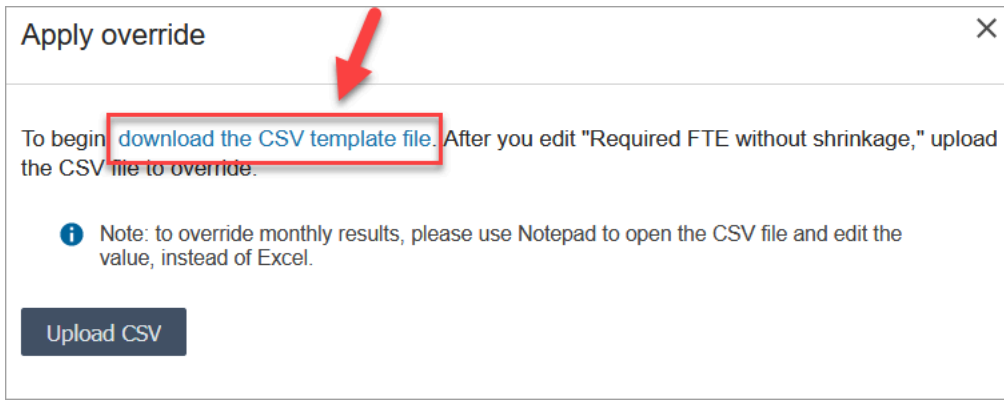 Apply override
To begin, download the CSV template file. After you edit "Required FTE without shrinkage," upload
the CSV file to override.
Note: to override monthly results, please use Notepad to open the CSV file and edit the
value, instead of Excel.
Upload CSV